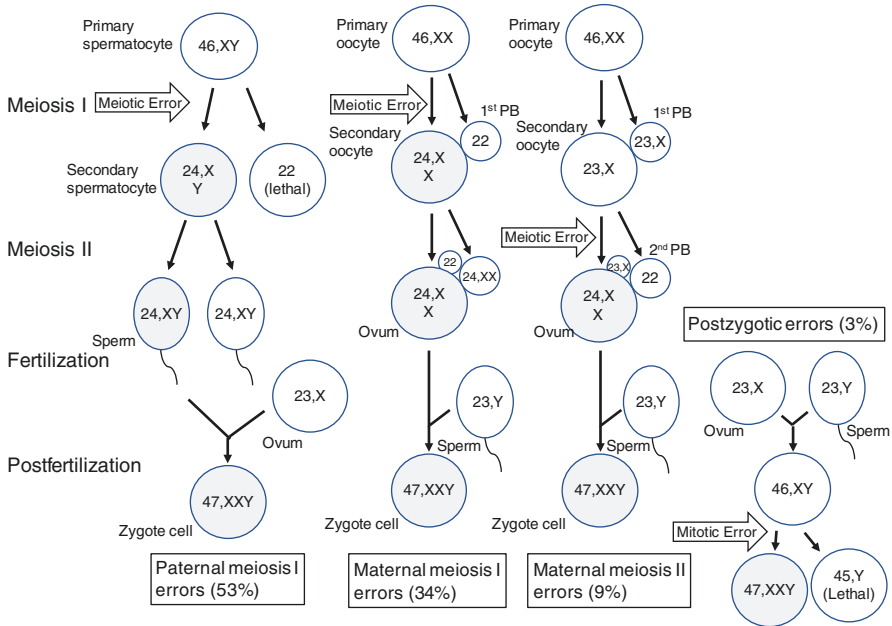 Primary
spermatocyte
46,XY
Primary
oocyte
46,XX
Primary
oocyte
46,XX
Meiosis I
Meiotic Error
Meiotic Error
1st PB
22
Secondary
oocyte
24,X
X
1st PB
23,X
Secondary
oocyte
23,X
Secondary
spermatocyte
24,X
Y
22
(lethal)
Meiosis II
Meiotic Error
22
24,XX
24,X
X
Ovum
2nd PB
23,X
22
24,X
X
Ovum
24,XY
24,XY
Sperm
Postzygotic errors (3%)
Fertilization
23,X
Ovum
23,Y
Sperm
23,Y
Sperm
23,X
Ovum
23,Y
Sperm
Postfertilization
47,XXY
Zygote cell
47,XXY
Zygote cell
47,XXY
Zygote cell
46,XY
Mitotic Error
47,XXY
45,Y
(Lethal)
Paternal meiosis I
errors (53%)
Maternal meiosis I
errors (34%)
Maternal meiosis II
errors (9%)